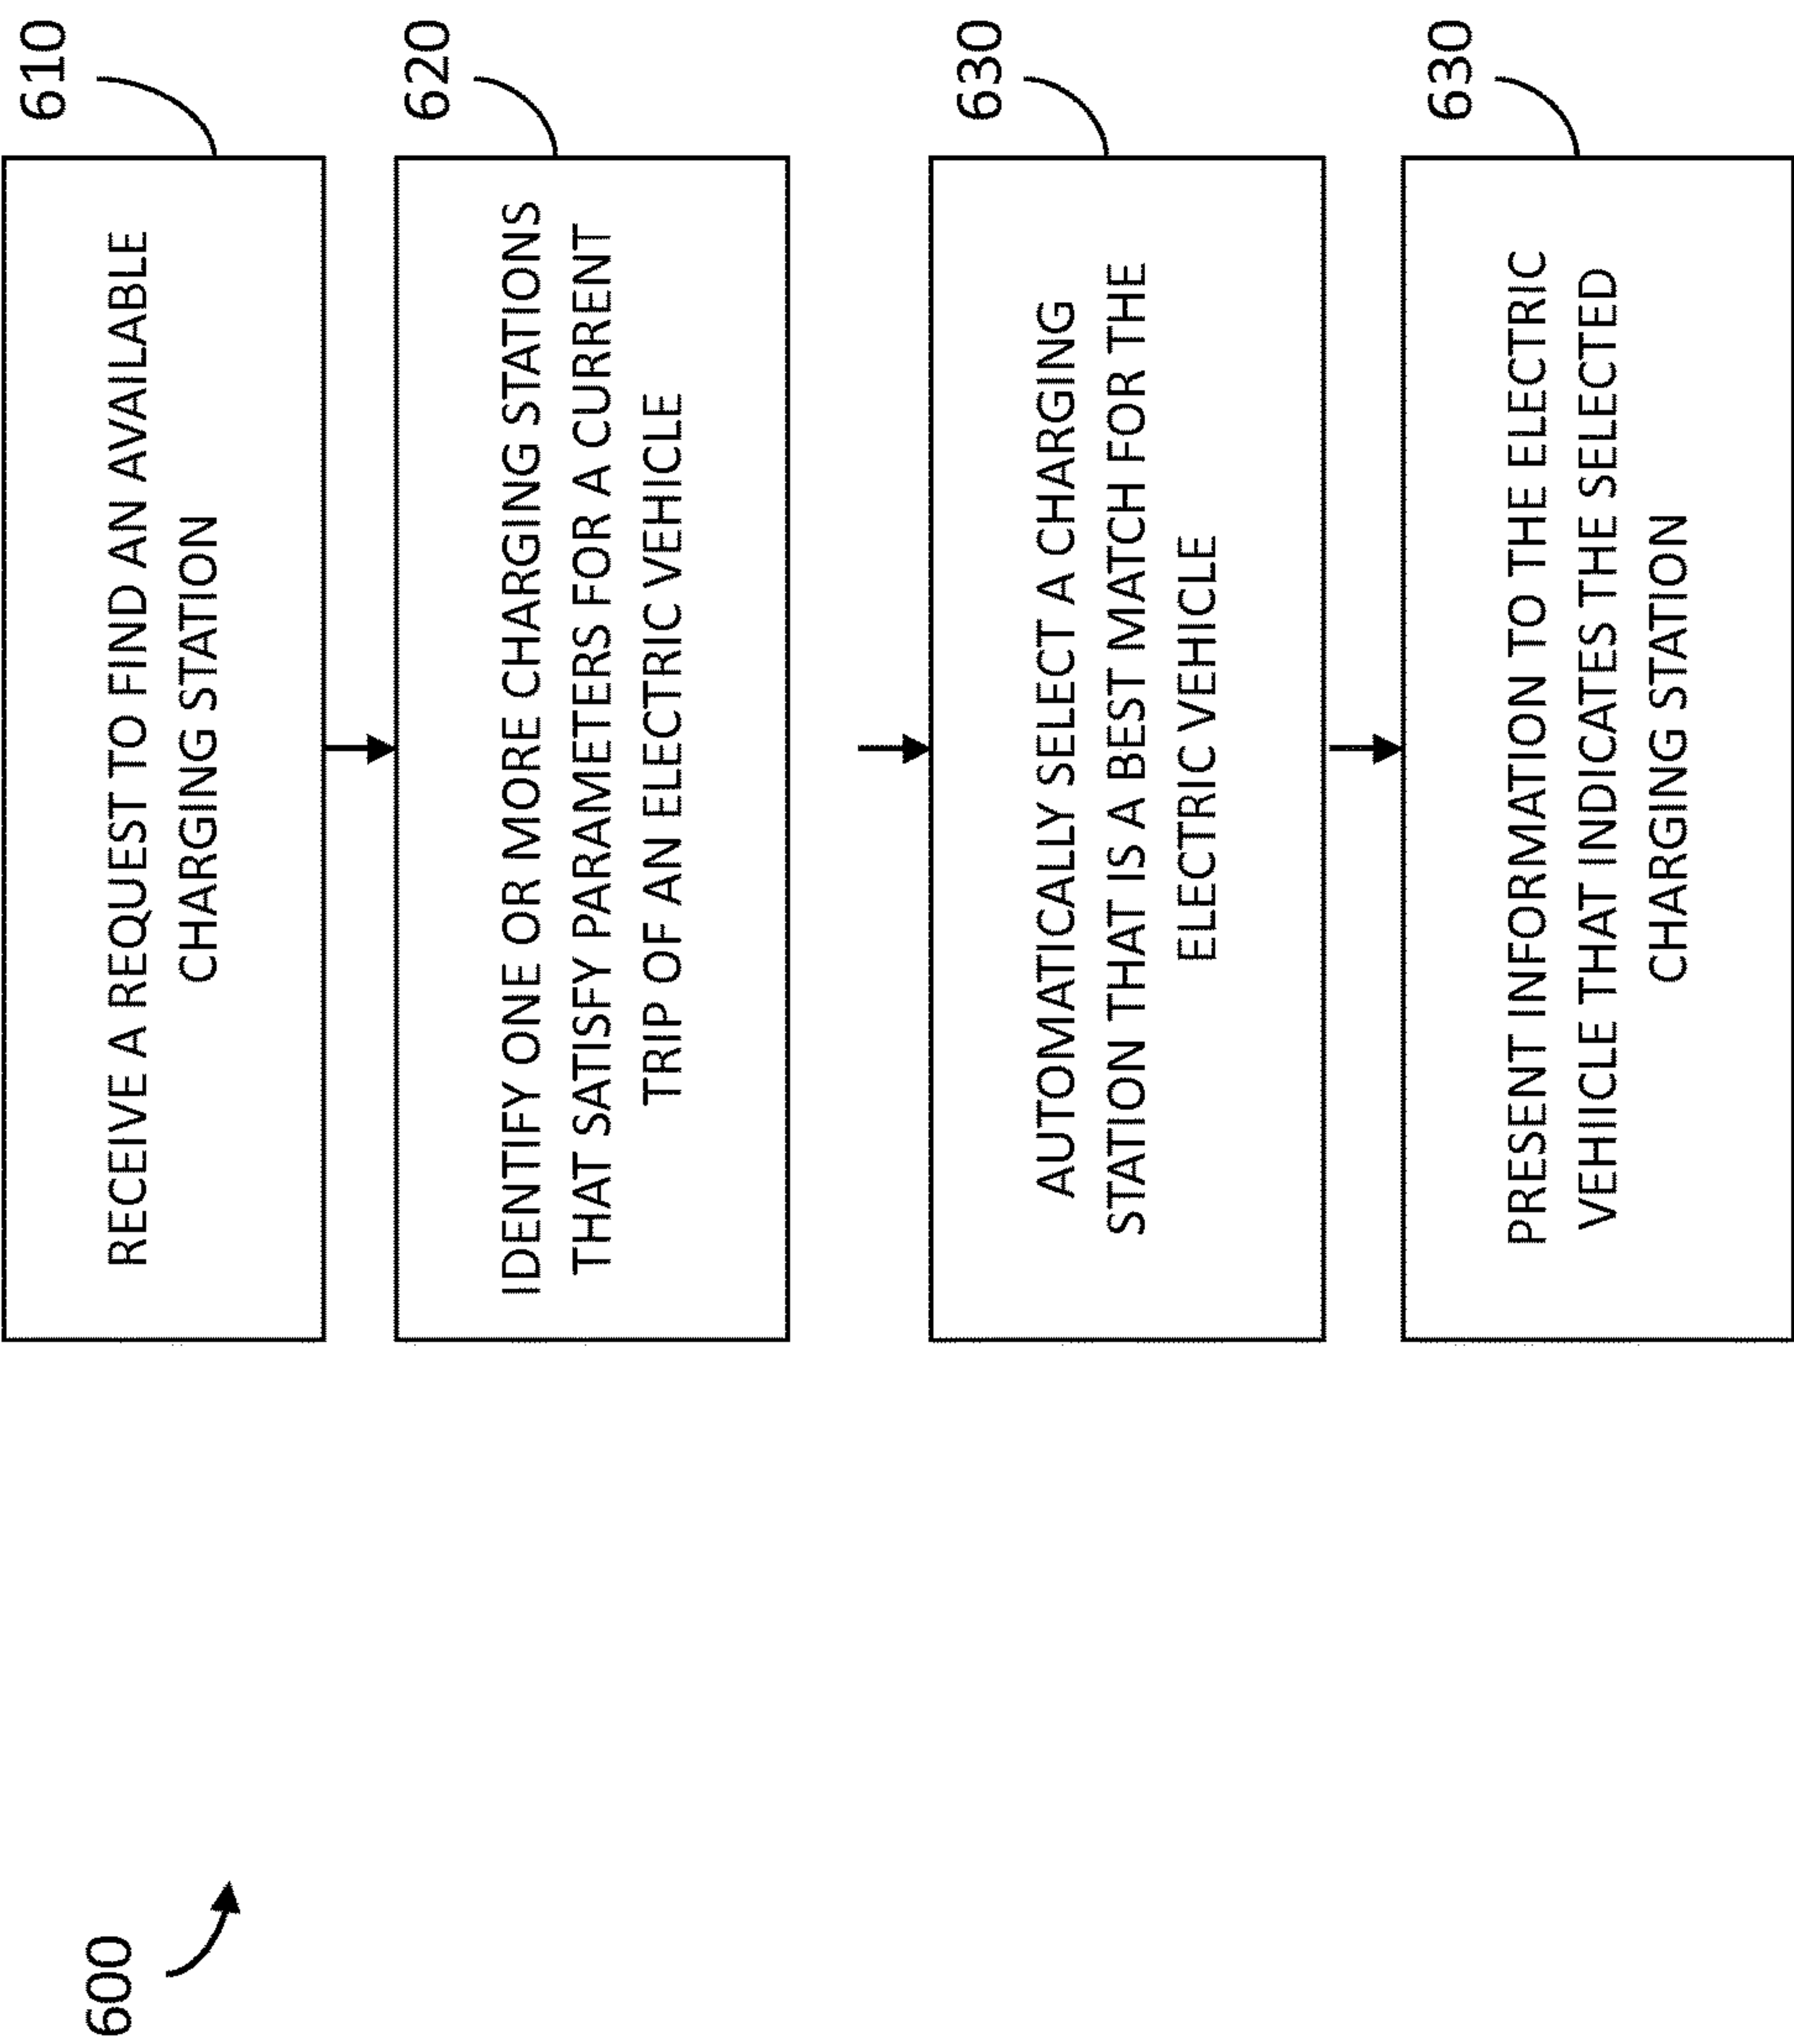 600
610
RECEIVE A REQUEST TO FIND AN AVAILABLE
CHARGING STATION
620
IDENTIFY ONE OR MORE CHARGING STATIONS
THAT SATISFY PARAMETERS FOR A CURRENT
TRIP OF AN ELECTRIC VEHICLE
630
AUTOMATICALLY SELECT A CHARGING
STATION THAT IS A BEST MATCH FOR THE
ELECTRIC VEHICLE
630
PRESENT INFORMATION TO THE ELECTRIC
VEHICLE THAT INDICATES THE SELECTED
CHARGING STATION